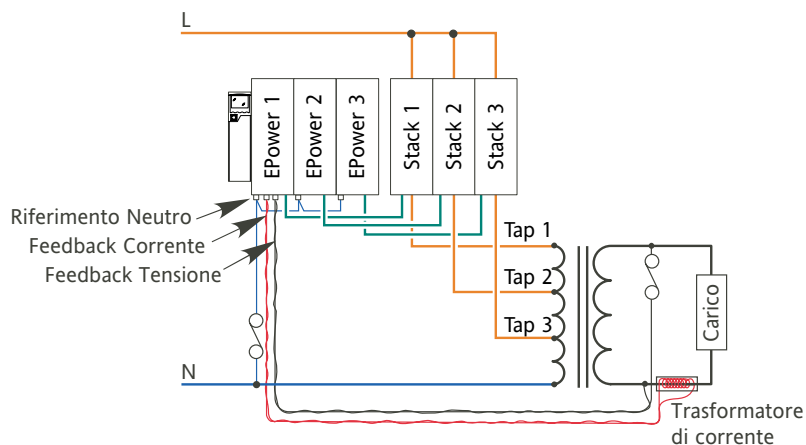 L
EPower 1
EPower 2
EPower 3
Stack 1
Stack 2
Stack 3
Riferimento Neutro
Feedback Corrente
Feedback Tensione
Tap 1
Tap 2
Tap 3
Carico
N
Trasformatore
di corrente